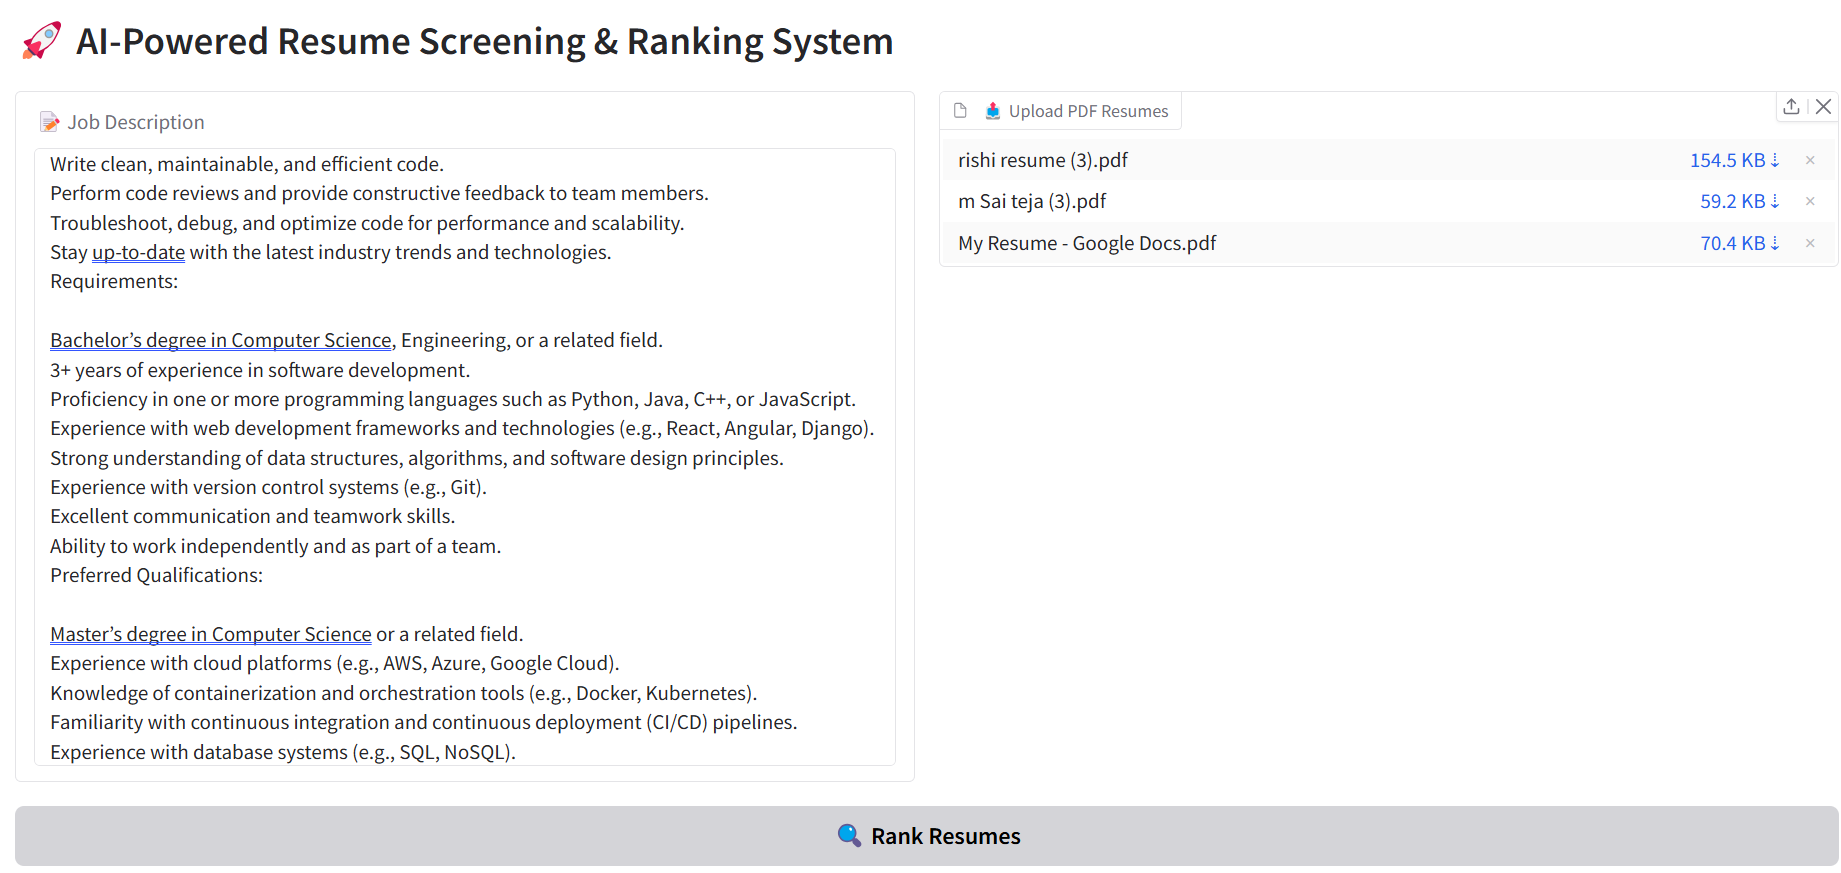 🚀 AI-Powered Resume Screening & Ranking System
📝 Job Description
Write clean, maintainable, and efficient code.
Perform code reviews and provide constructive feedback to team members.
Troubleshoot, debug, and optimize code for performance and scalability.
Stay up-to-date with the latest industry trends and technologies.
Requirements:
Bachelor’s degree in Computer Science, Engineering, or a related field.
3+ years of experience in software development.
Proficiency in one or more programming languages such as Python, Java, C++, or JavaScript.
Experience with web development frameworks and technologies (e.g., React, Angular, Django).
Strong understanding of data structures, algorithms, and software design principles.
Experience with version control systems (e.g., Git).
Excellent communication and teamwork skills.
Ability to work independently and as part of a team.
Preferred Qualifications:
Master’s degree in Computer Science or a related field.
Experience with cloud platforms (e.g., AWS, Azure, Google Cloud).
Knowledge of containerization and orchestration tools (e.g., Docker, Kubernetes).
Familiarity with continuous integration and continuous deployment (CI/CD) pipelines.
Experience with database systems (e.g., SQL, NoSQL).
📤 Upload PDF Resumes
rishi resume (3).pdf 154.5 KB ⇣ ×
m Sai teja (3).pdf 59.2 KB ⇣ ×
My Resume - Google Docs.pdf 70.4 KB ⇣ ×
🔍 Rank Resumes